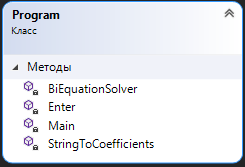 Program
Класс
Методы
BiEquationSolver
Enter
Main
StringToCoefficients